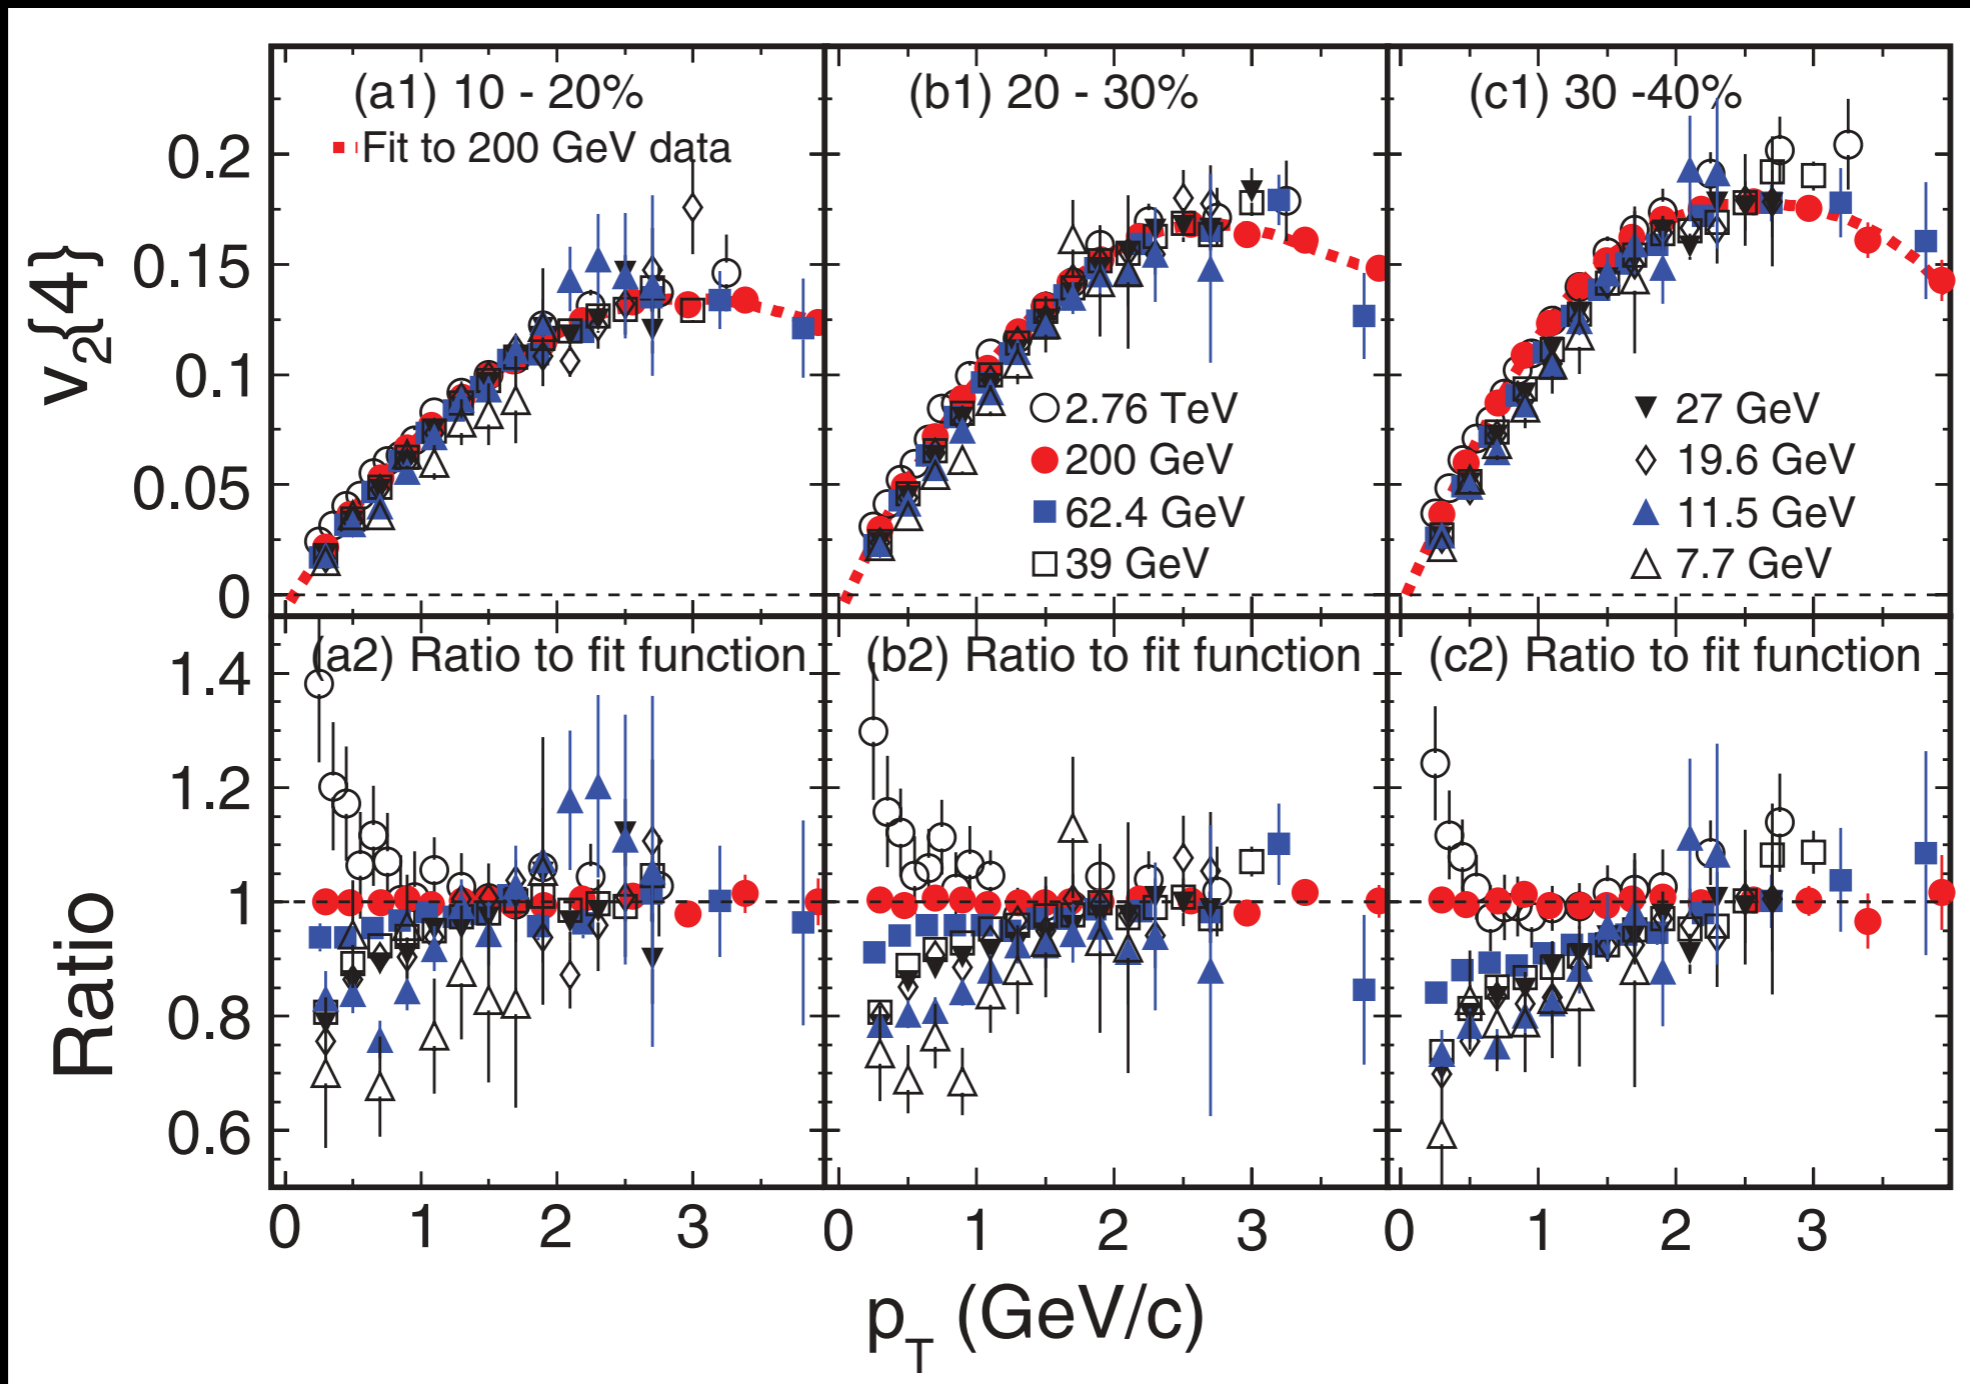 (a1) 10 - 20%
(b1) 20 - 30%
(c1) 30 -40%
Fit to 200 GeV data
0.2
0.15
0.1
0.05
0
v2{4}
2.76 TeV
200 GeV
62.4 GeV
39 GeV
27 GeV
19.6 GeV
11.5 GeV
7.7 GeV
(a2) Ratio to fit function
(b2) Ratio to fit function
(c2) Ratio to fit function
1.4
1.2
1
0.8
0.6
Ratio
0 1 2 3
0 1 2 3
0 1 2 3
pT (GeV/c)